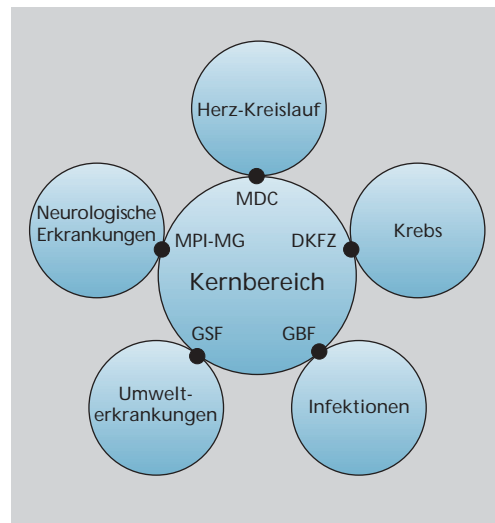 Herz-Kreislauf
MDC
Neurologische
Erkrankungen
MPI-MG
DKFZ
Krebs
Kernbereich
GSF
GBF
Umwelt-
erkrankungen
Infektionen